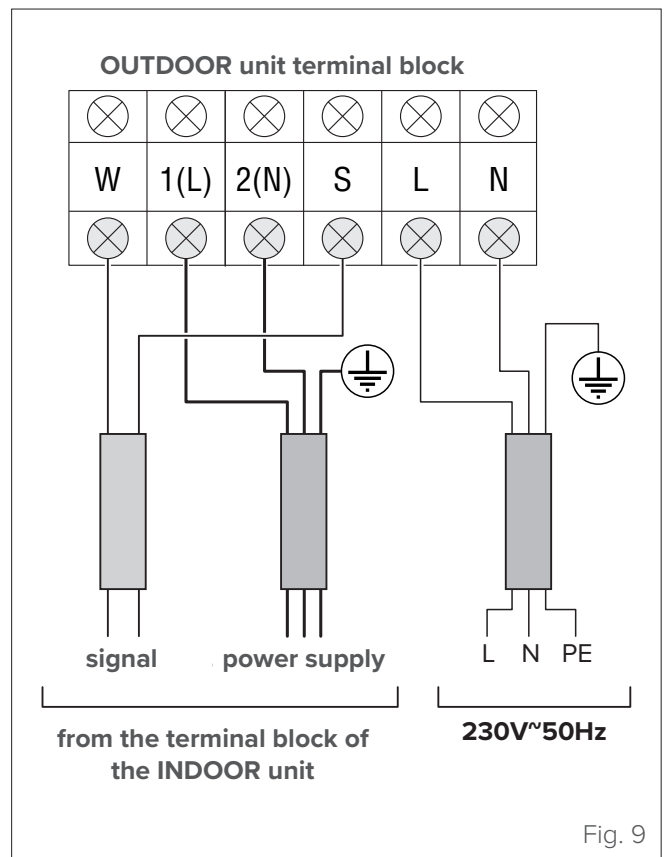 OUTDOOR unit terminal block
W 1(L) 2(N) S L N
signal power supply L N PE
from the terminal block of
the INDOOR unit
230V~50Hz
Fig. 9